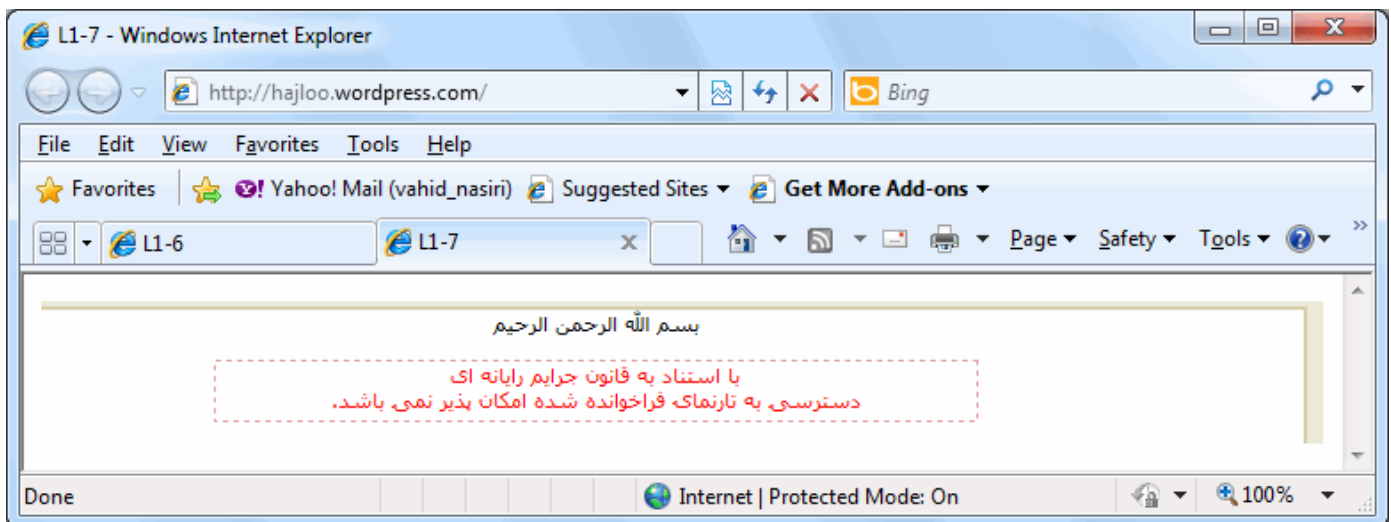 L1-7 - Windows Internet Explorer
http://hajloo.wordpress.com/ Bing
File Edit View Favorites Tools Help
Favorites Yahoo! Mail (vahid_nasiri) Suggested Sites Get More Add-ons
L1-6 L1-7 Page Safety Tools
بسم الله الرحمن الرحیم
با استناد به قانون جرایم رایانه ای
دسترسی به تارنمای فراخوانده شده امکان پذیر نمی باشد.
Done Internet | Protected Mode: On 100%